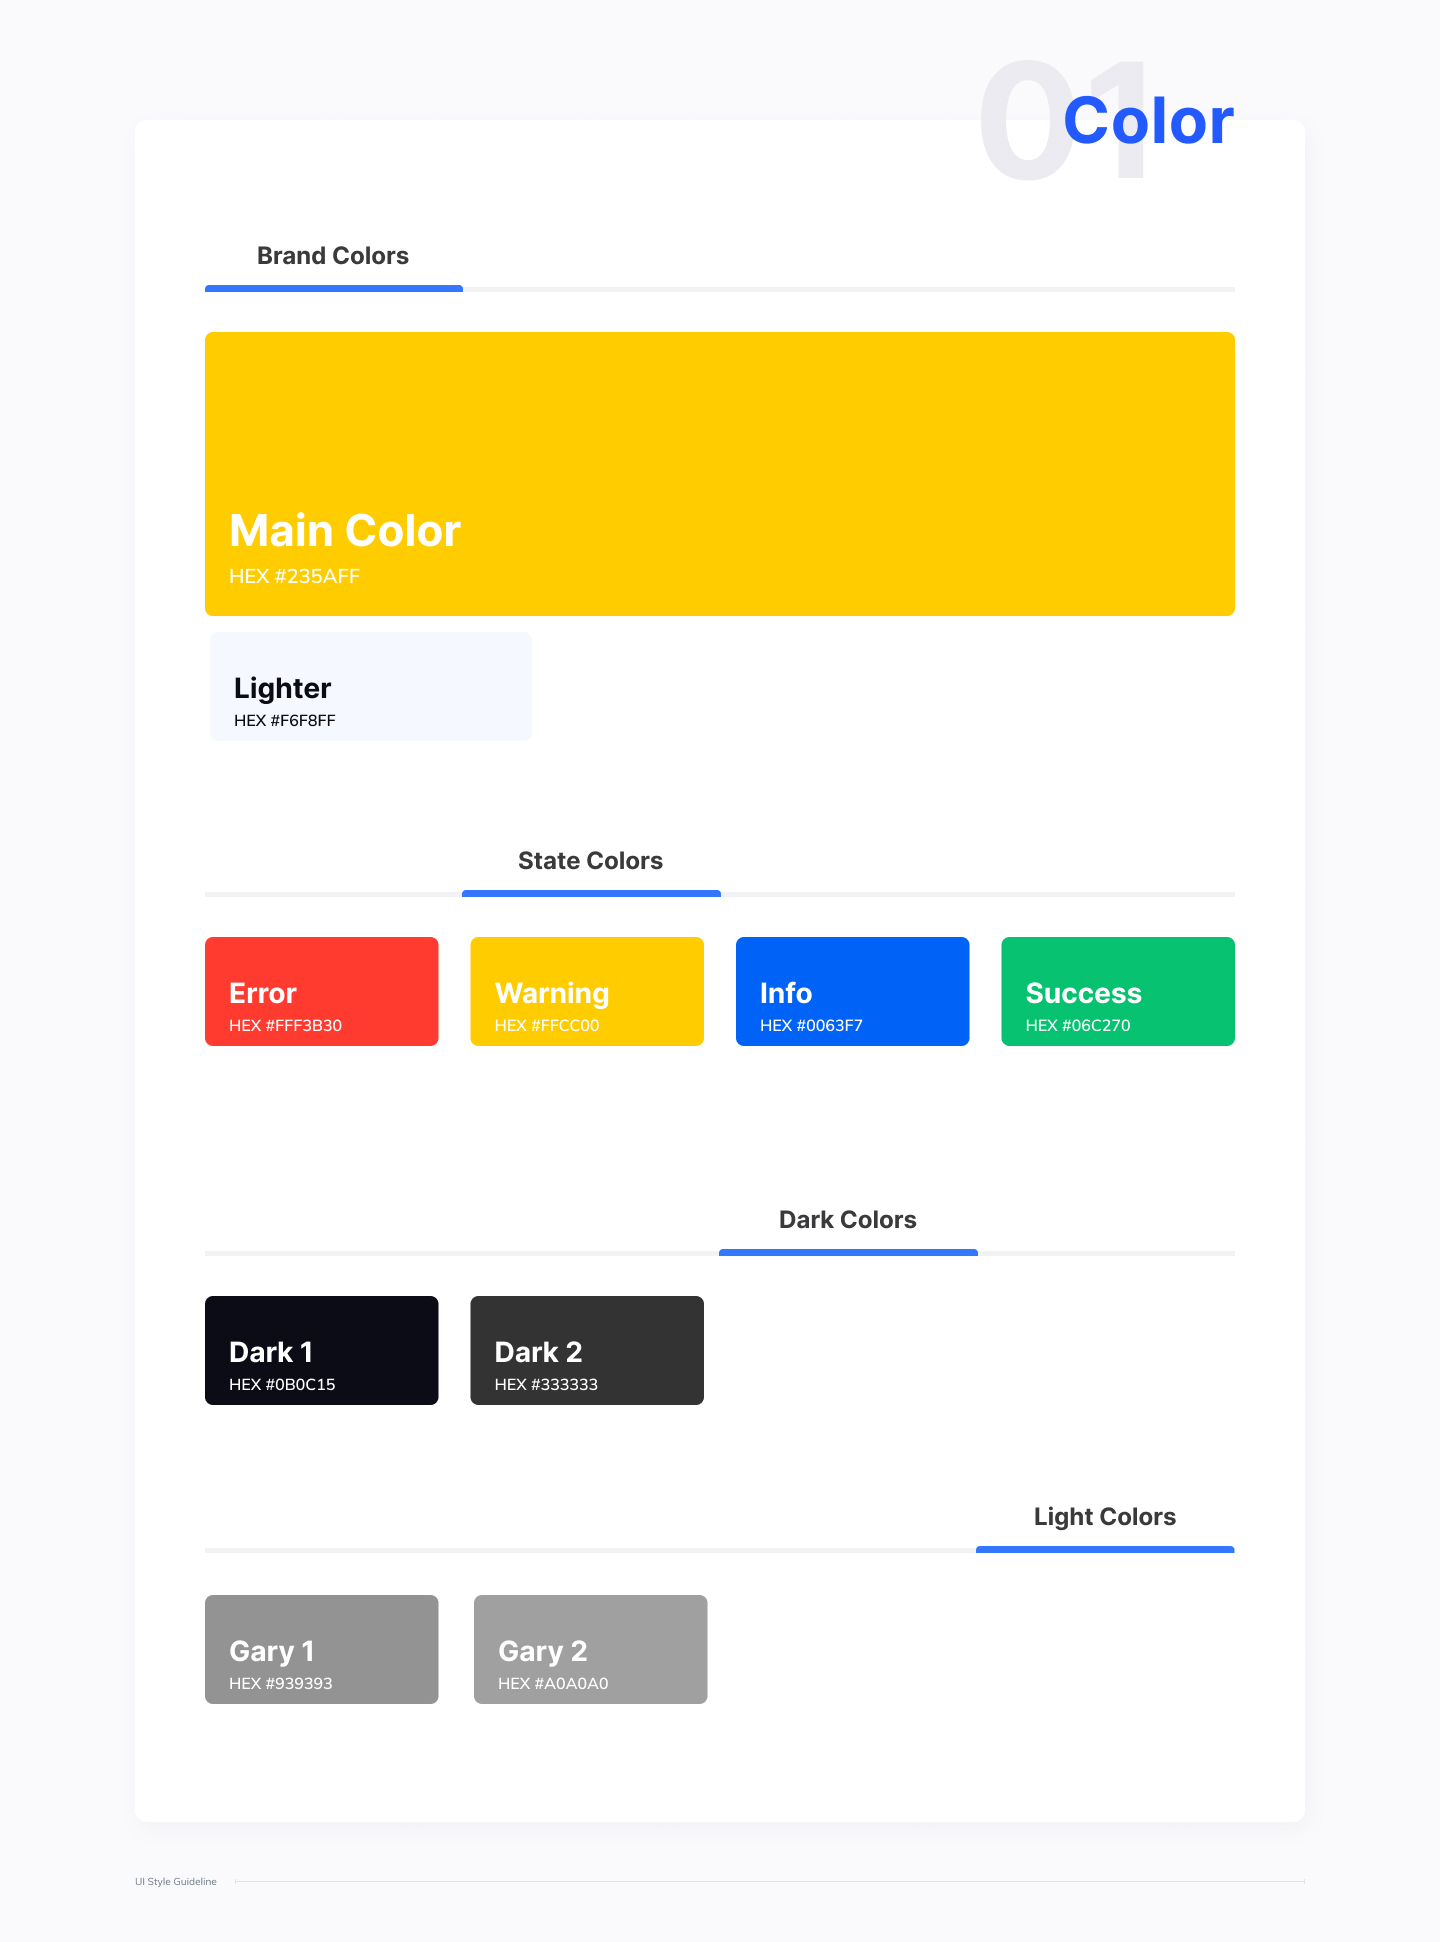 01
Color
Brand Colors
Main Color
HEX #235AFF
Lighter
HEX #F6F8FF
State Colors
Error
HEX #FFF3B30
Warning
HEX #FFCC00
Info
HEX #0063F7
Success
HEX #06C270
Dark Colors
Dark 1
HEX #0B0C15
Dark 2
HEX #333333
Light Colors
Gary 1
HEX #939393
Gary 2
HEX #A0A0A0
UI Style Guideline